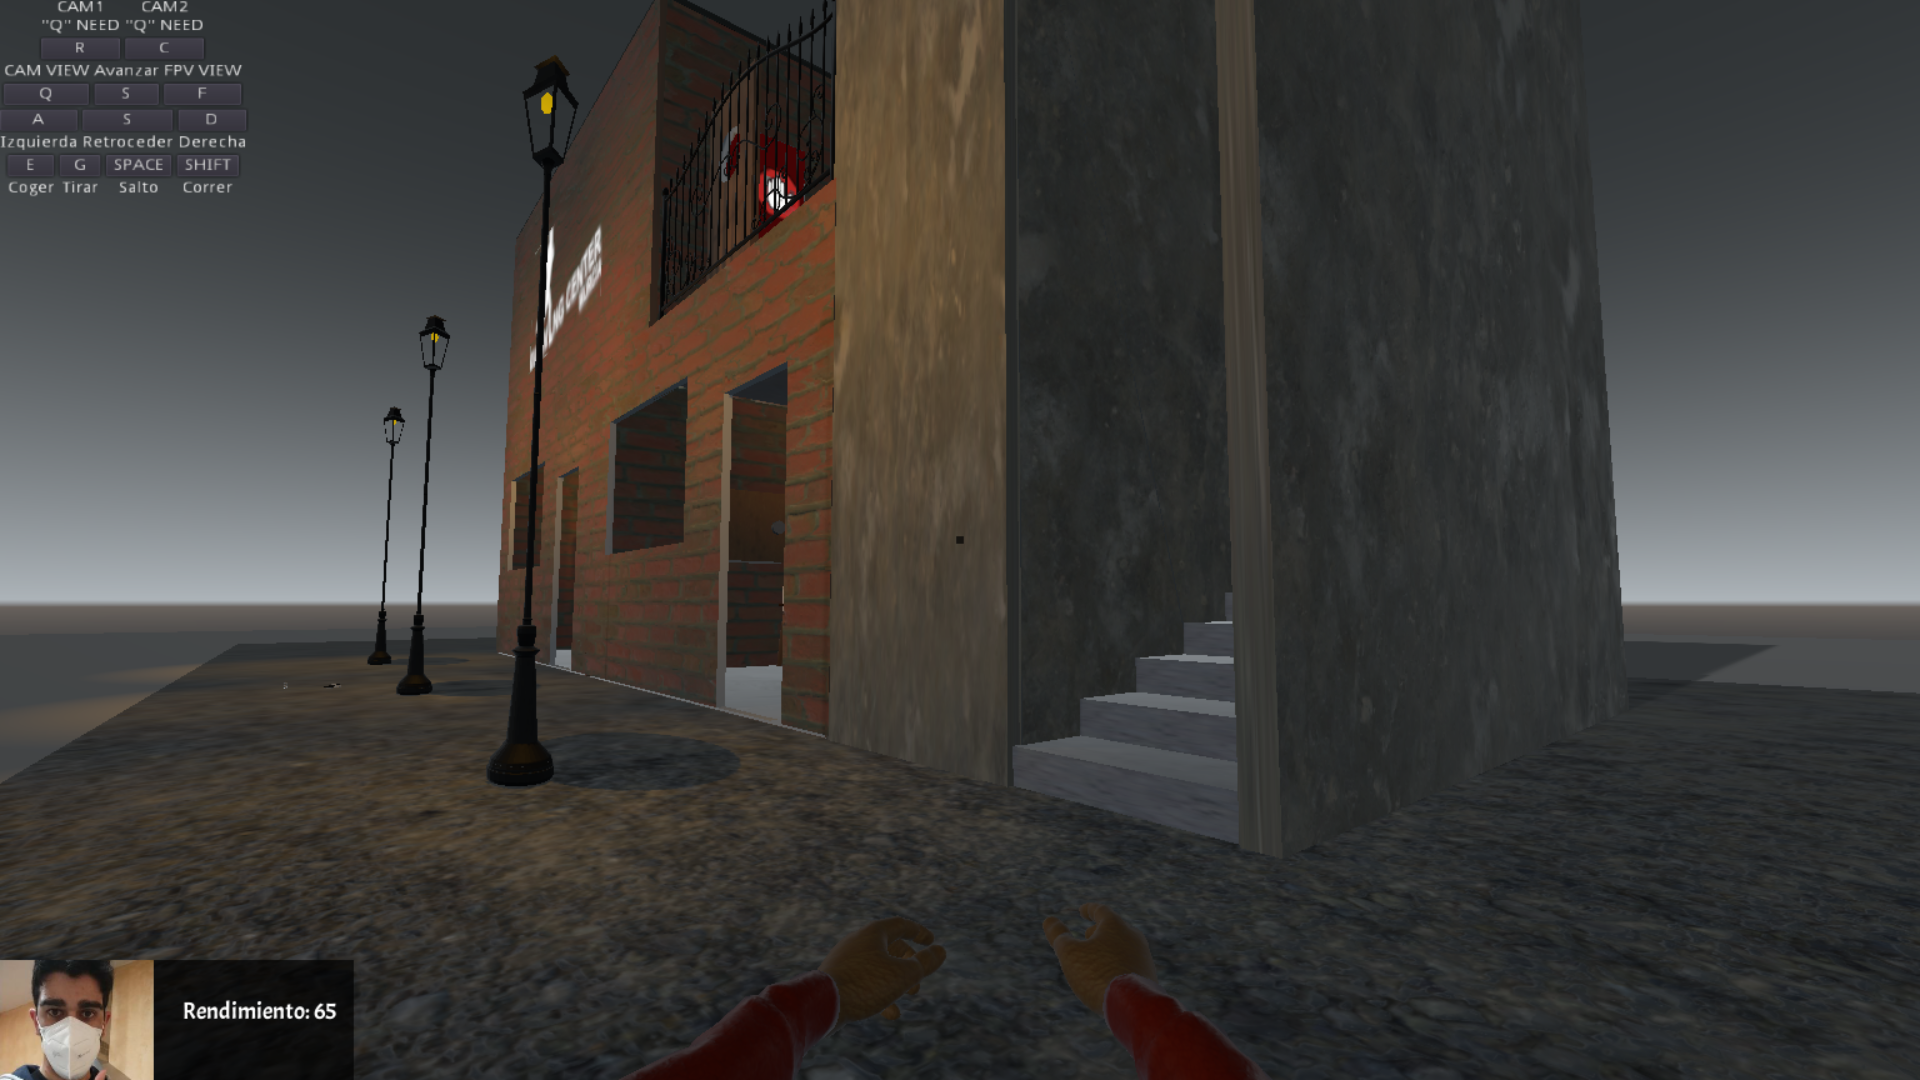 CAM1 CAM2
"Q" NEED "Q" NEED
R C
CAM VIEW Avanzar FPV VIEW
Q S F
A S D
Izquierda Retroceder Derecha
E G SPACE SHIFT
Coger Tirar Salto Correr
CENTER
Rendimiento: 65